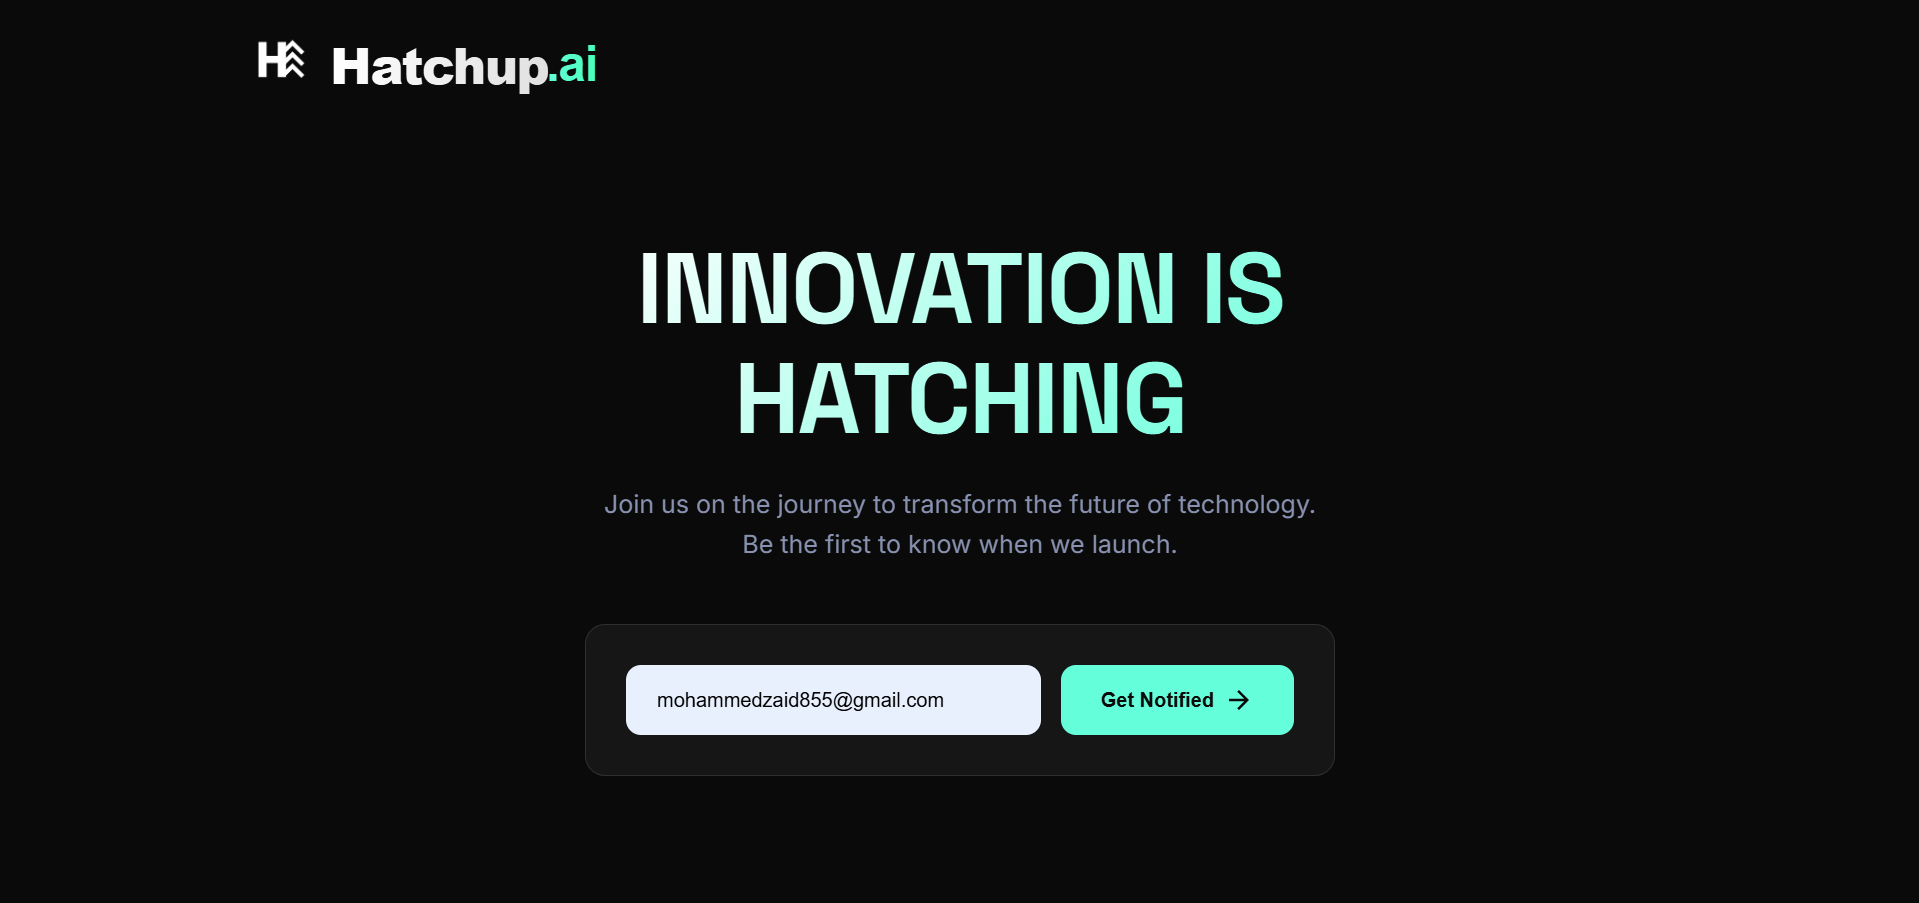 H
Hatchup.ai
INNOVATION IS
HATCHING
Join us on the journey to transform the future of technology.
Be the first to know when we launch.
mohammedzaid855@gmail.com
Get Notified